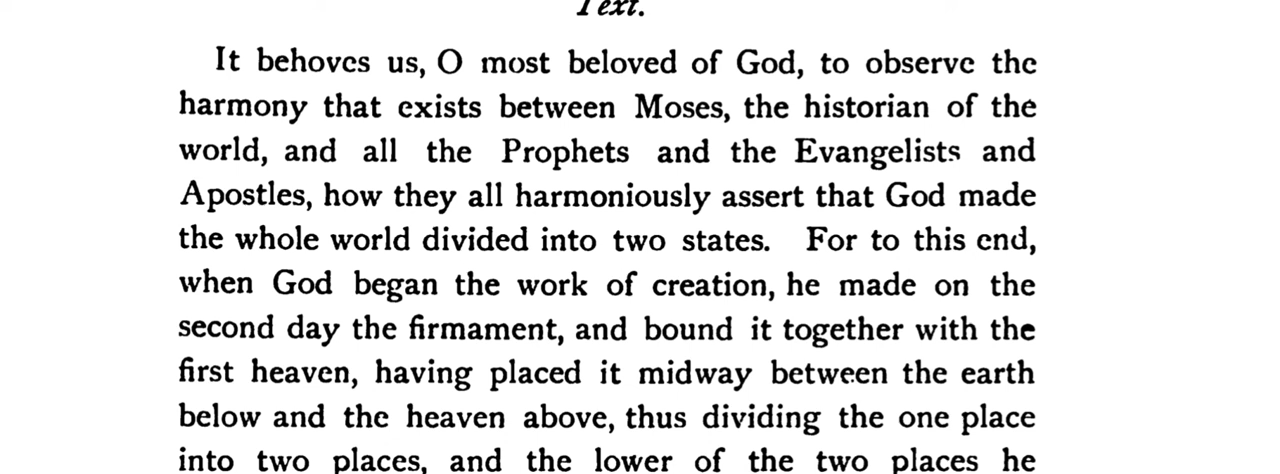 Text.
It behoves us, O most beloved of God, to observe the
harmony that exists between Moses, the historian of the
world, and all the Prophets and the Evangelists and
Apostles, how they all harmoniously assert that God made
the whole world divided into two states. For to this end,
when God began the work of creation, he made on the
second day the firmament, and bound it together with the
first heaven, having placed it midway between the earth
below and the heaven above, thus dividing the one place
into two places, and the lower of the two places he